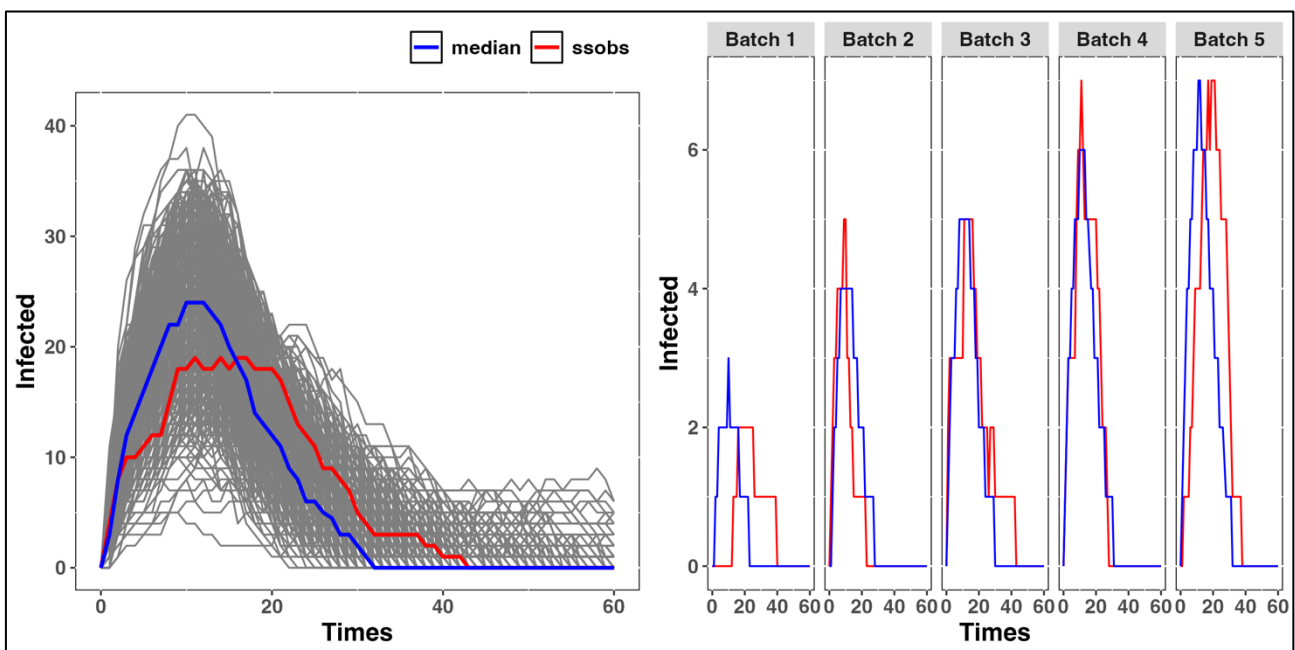 median ssobs
Infected
40
30
20
10
0
0 20 40 60
Times
Batch 1 Batch 2 Batch 3 Batch 4 Batch 5
Infected
6
4
2
0
0 20 40 60 0 20 40 60 0 20 40 60 0 20 40 60 0 20 40 60
Times